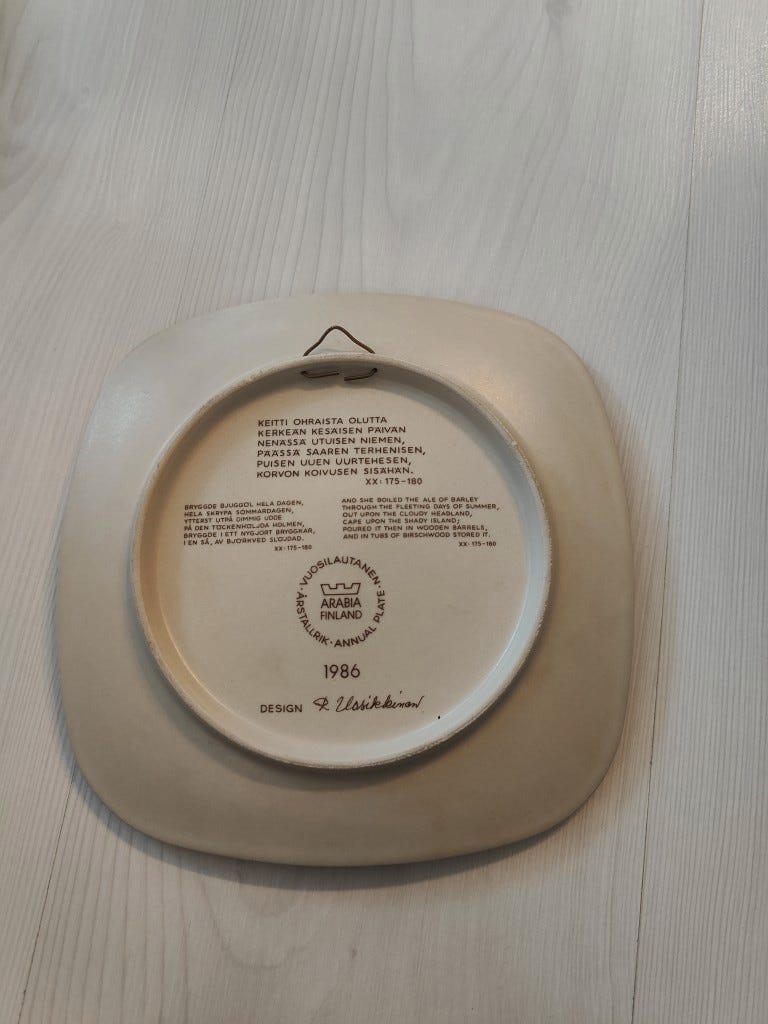 KEITTI OHRAISTA OLUTTA
KERKEÄN KESÄISEN PÄIVÄN
NENÄSSÄ UTUISEN NIEMEN,
PÄÄSSÄ SAAREN TERHENISEN,
PUISEN UUEN UURTEHESEN,
KORVON KOIVUSEN SISÄHÄN.
XX:175-180
BRYGGDE BJUGGÖL HELA DAGEN,
HELA SKRYPA SOMMARDAGEN,
YTTERST UTPÅ DIMMIG UDDE
PÅ DEN TÖCKENHÖLJDA HOLMEN,
BRYGGDE I ETT NYGJORT BRYGGKAR,
I EN SÅ, AV BJÖRKVED SLÖJDAD.
XX:175-180
AND SHE BOILED THE ALE OF BARLEY
THROUGH THE FLEETING DAYS OF SUMMER,
OUT UPON THE CLOUDY HEADLAND,
CAPE UPON THE SHADY ISLAND;
POURED IT THEN IN WOODEN BARRELS,
AND IN TUBS OF BIRSCHWOOD STORED IT.
XX:175-180
·VUOSILAUTANEN·
ARABIA
FINLAND
ÅRSTALLRIK·ANNUAL PLATE
1986
DESIGN R. Uosikkinen